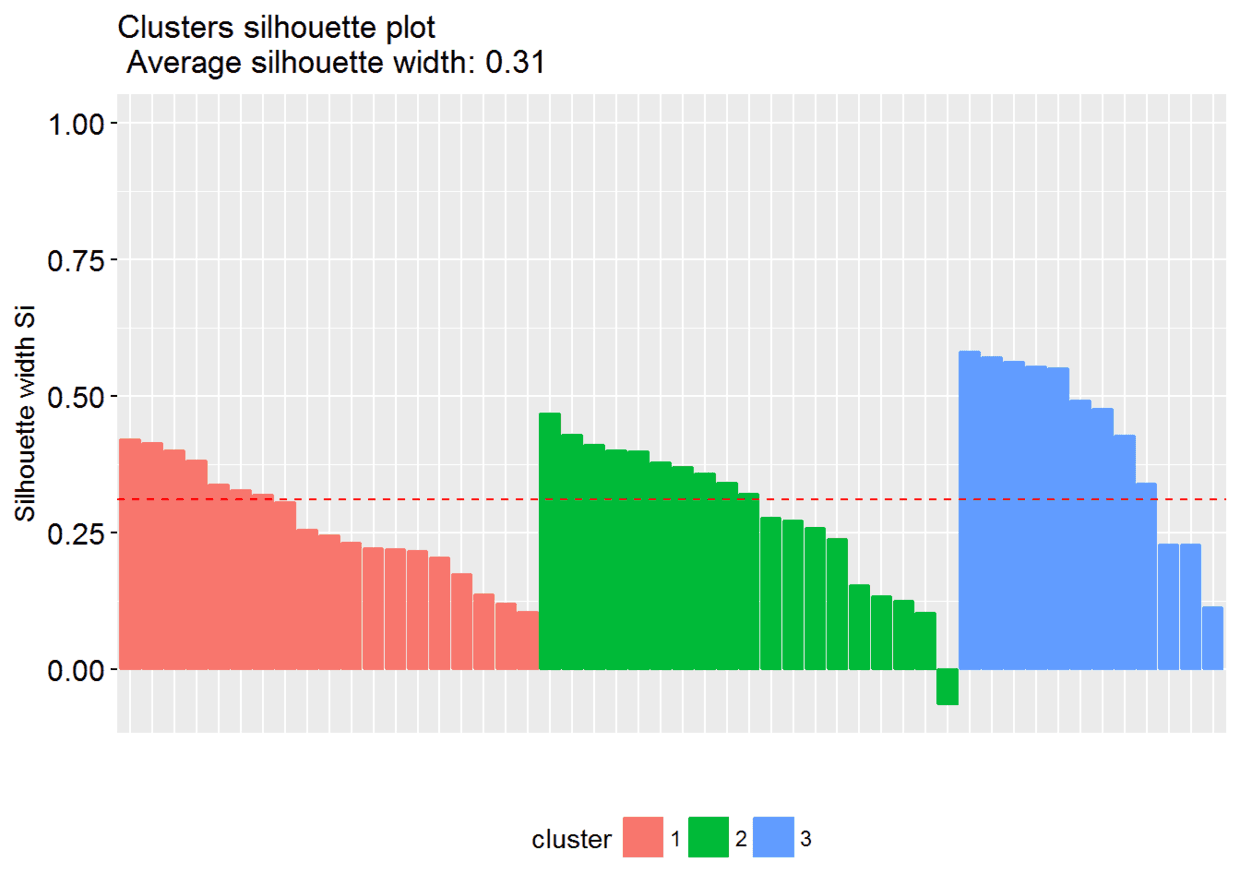 Clusters silhouette plot
Average silhouette width: 0.31
1.00
0.75
0.50
0.25
0.00
Silhouette width Si
cluster 1 2 3